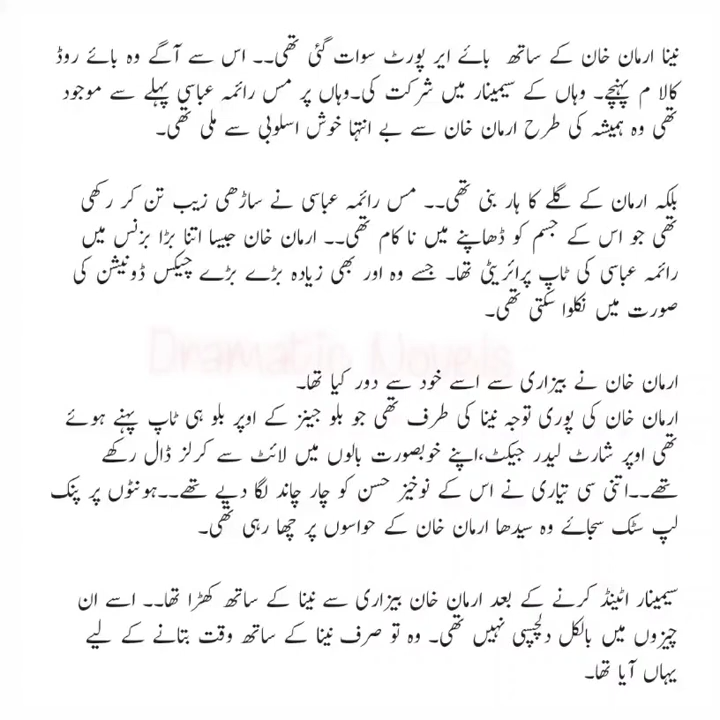 نینا ارمان خان کے ساتھ بائے ایر پورٹ سوات گئی تھی۔۔ اس سے آگے وہ بائے روڈ
کالا م پہنچے۔ وہاں کے سیمینار میں شرکت کی۔وہاں پر مس رائمہ عباسی پہلے سے موجود
تھی وہ ہمیشہ کی طرح ارمان خان سے بے انتہا خوش اسلوبی سے ملی تھی۔
بلکہ ارمان کے گلے کا ہار بنی تھی۔۔ مس رائمہ عباسی نے ساڑھی زیب تن کر رکھی
تھی جو اس کے جسم کو ڈھاپنے میں نا کام تھی۔۔ ارمان خان جیسا اتنا بڑا بزنس میں
رائمہ عباسی کی ٹاپ پرائریٹی تھا۔ جسے وہ اور بھی زیادہ بڑے بڑے چیکس ڈونیشن کی
صورت میں نکلوا سکتی تھی۔
Dramatic Novels
ارمان خان نے بیزاری سے اسے خود سے دور کیا تھا۔
ارمان خان کی پوری توجہ نینا کی طرف تھی جو بلو جینز کے اوپر بلو ہی ٹاپ پہنے ہوئے
تھی اوپر شارٹ لیدر جیکٹ،اپنے خوبصورت بالوں میں لائٹ سے کرلز ڈال رکھے
تھے۔۔اتنی سی تیاری نے اس کے نوخیز حسن کو چار چاند لگا دیے تھے۔۔ہونٹوں پر پنک
لپ سٹک سجائے وہ سیدھا ارمان خان کے حواسوں پر چھا رہی تھی۔
سیمینار اٹینڈ کرنے کے بعد ارمان خان بیزاری سے نینا کے ساتھ کھڑا تھا۔۔ اسے ان
چیزوں میں بالکل دلچسپی نہیں تھی۔ وہ تو صرف نینا کے ساتھ وقت بتانے کے لیے
یہاں آیا تھا۔